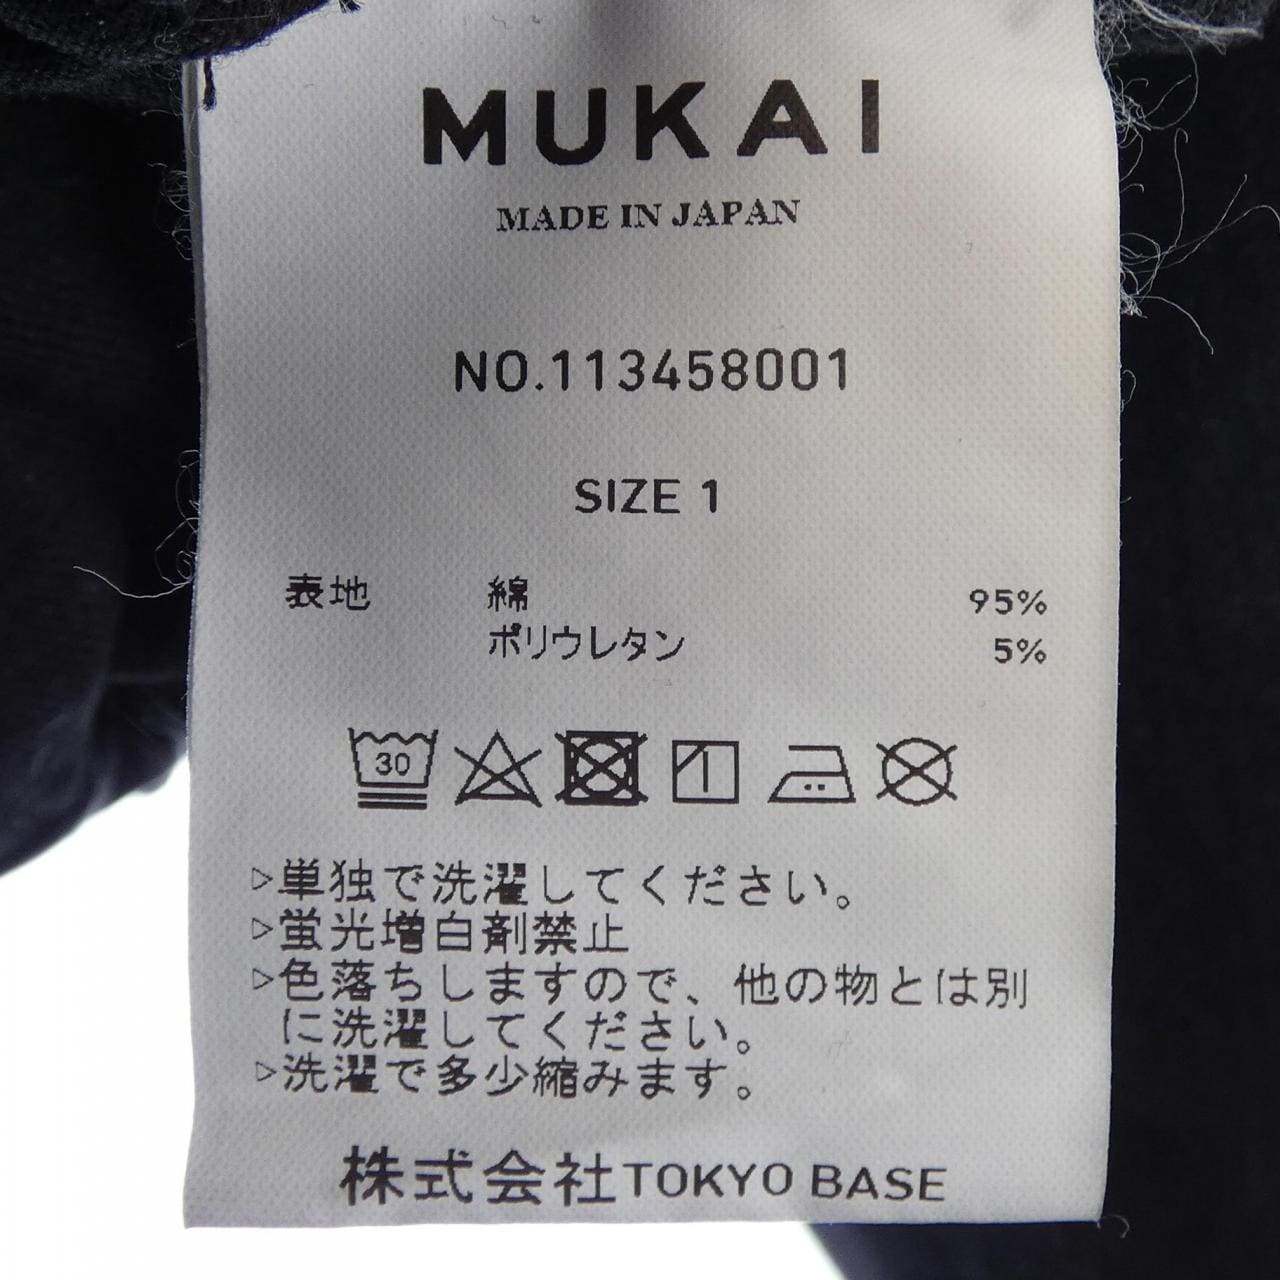 MUKAI
MADE IN JAPAN
NO.113458001
SIZE 1
表地 綿 95%
ポリウレタン 5%
30
▷単独で洗濯してください。
▷蛍光増白剤禁止
▷色落ちしますので、他の物とは別
に洗濯してください。
▷洗濯で多少縮みます。
株式会社TOKYO BASE